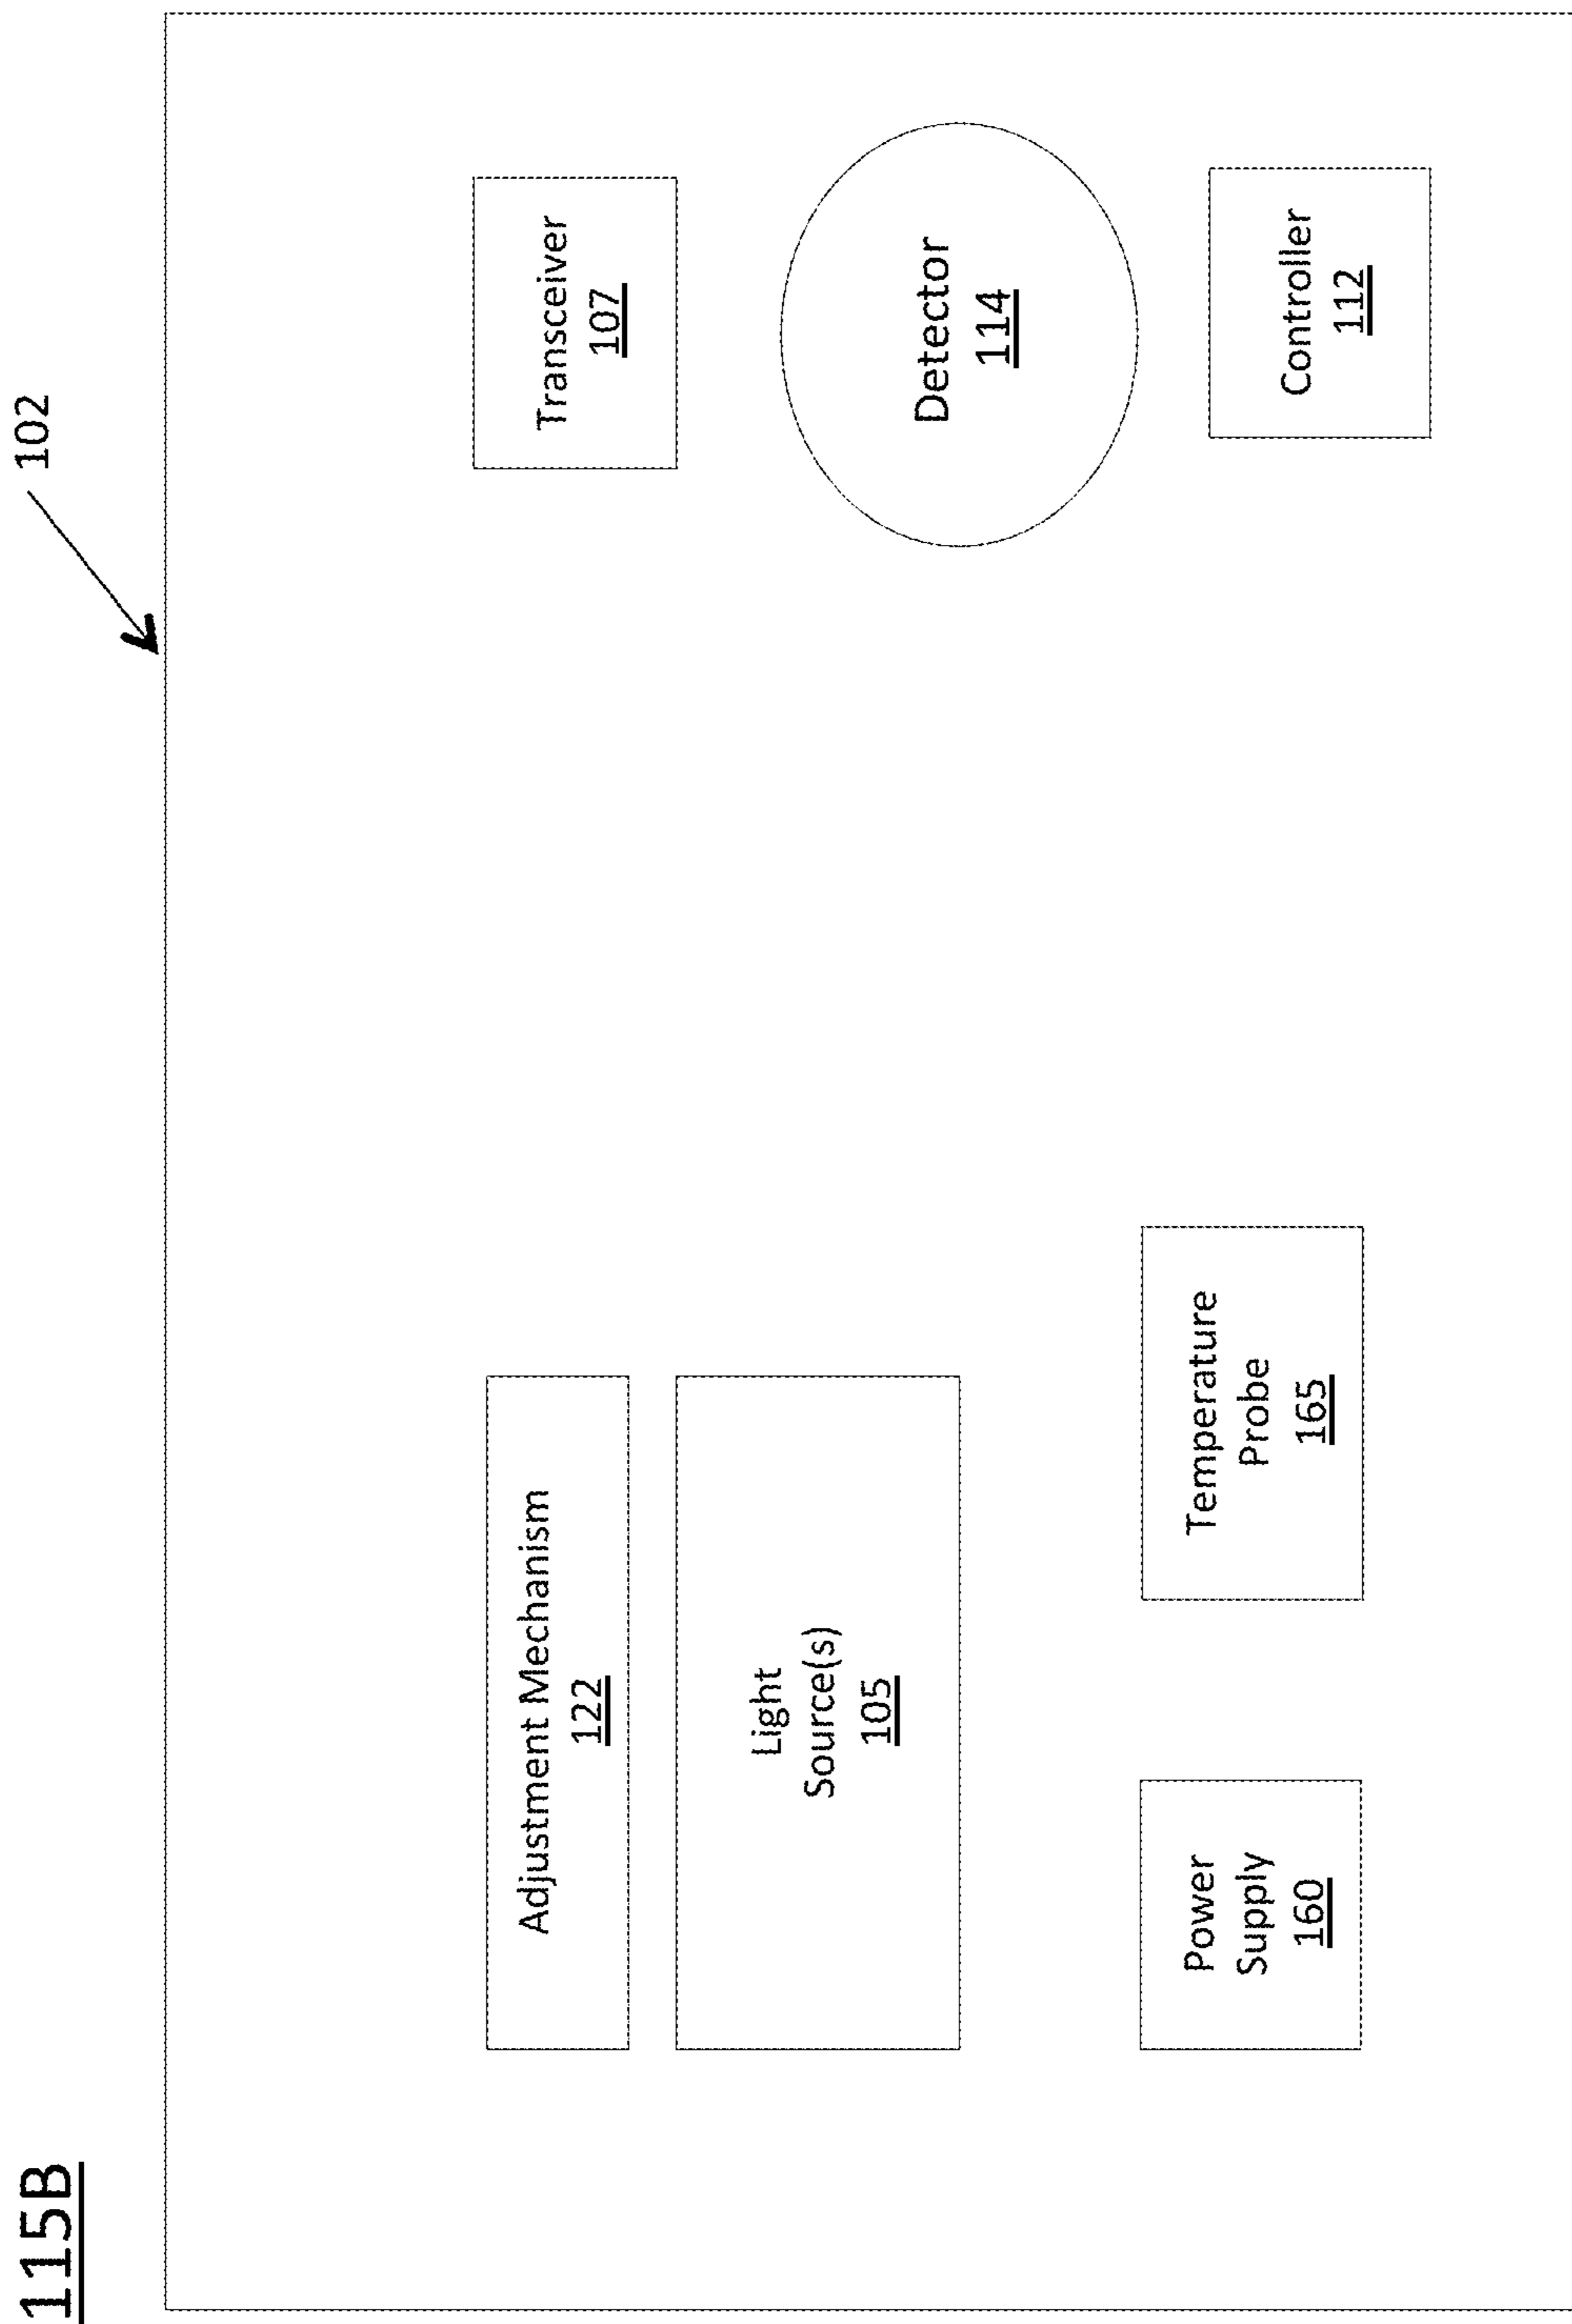 115B
102
Adjustment Mechanism
122
Transceiver
107
Light
Source(s)
105
Detector
114
Power
Supply
160
Temperature
Probe
165
Controller
112